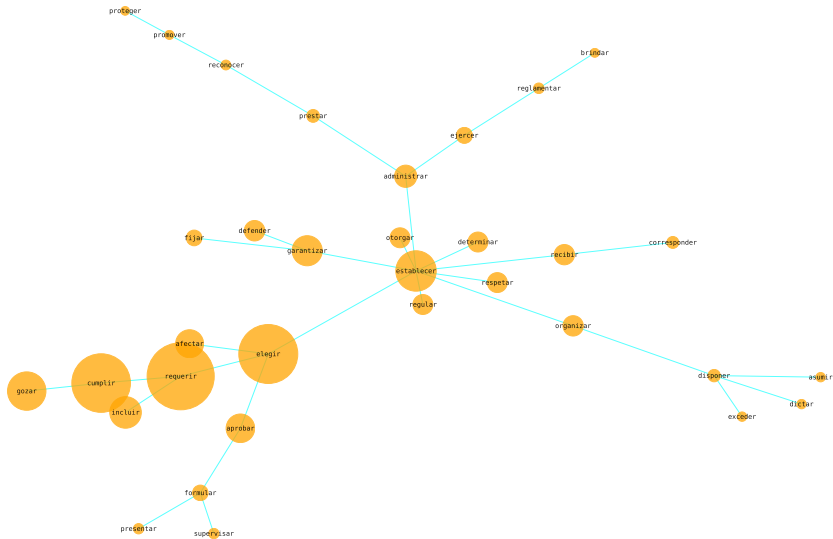 proteger
promover
brindar
reconocer
reglamentar
prestar
ejercer
administrar
defender
fijar
otorgar
determinar
corresponder
garantizar
recibir
establecer
respetar
regular
organizar
afectar
elegir
disponer
asumir
requerir
cumplir
gozar
dictar
incluir
exceder
aprobar
formular
presentar
supervisar